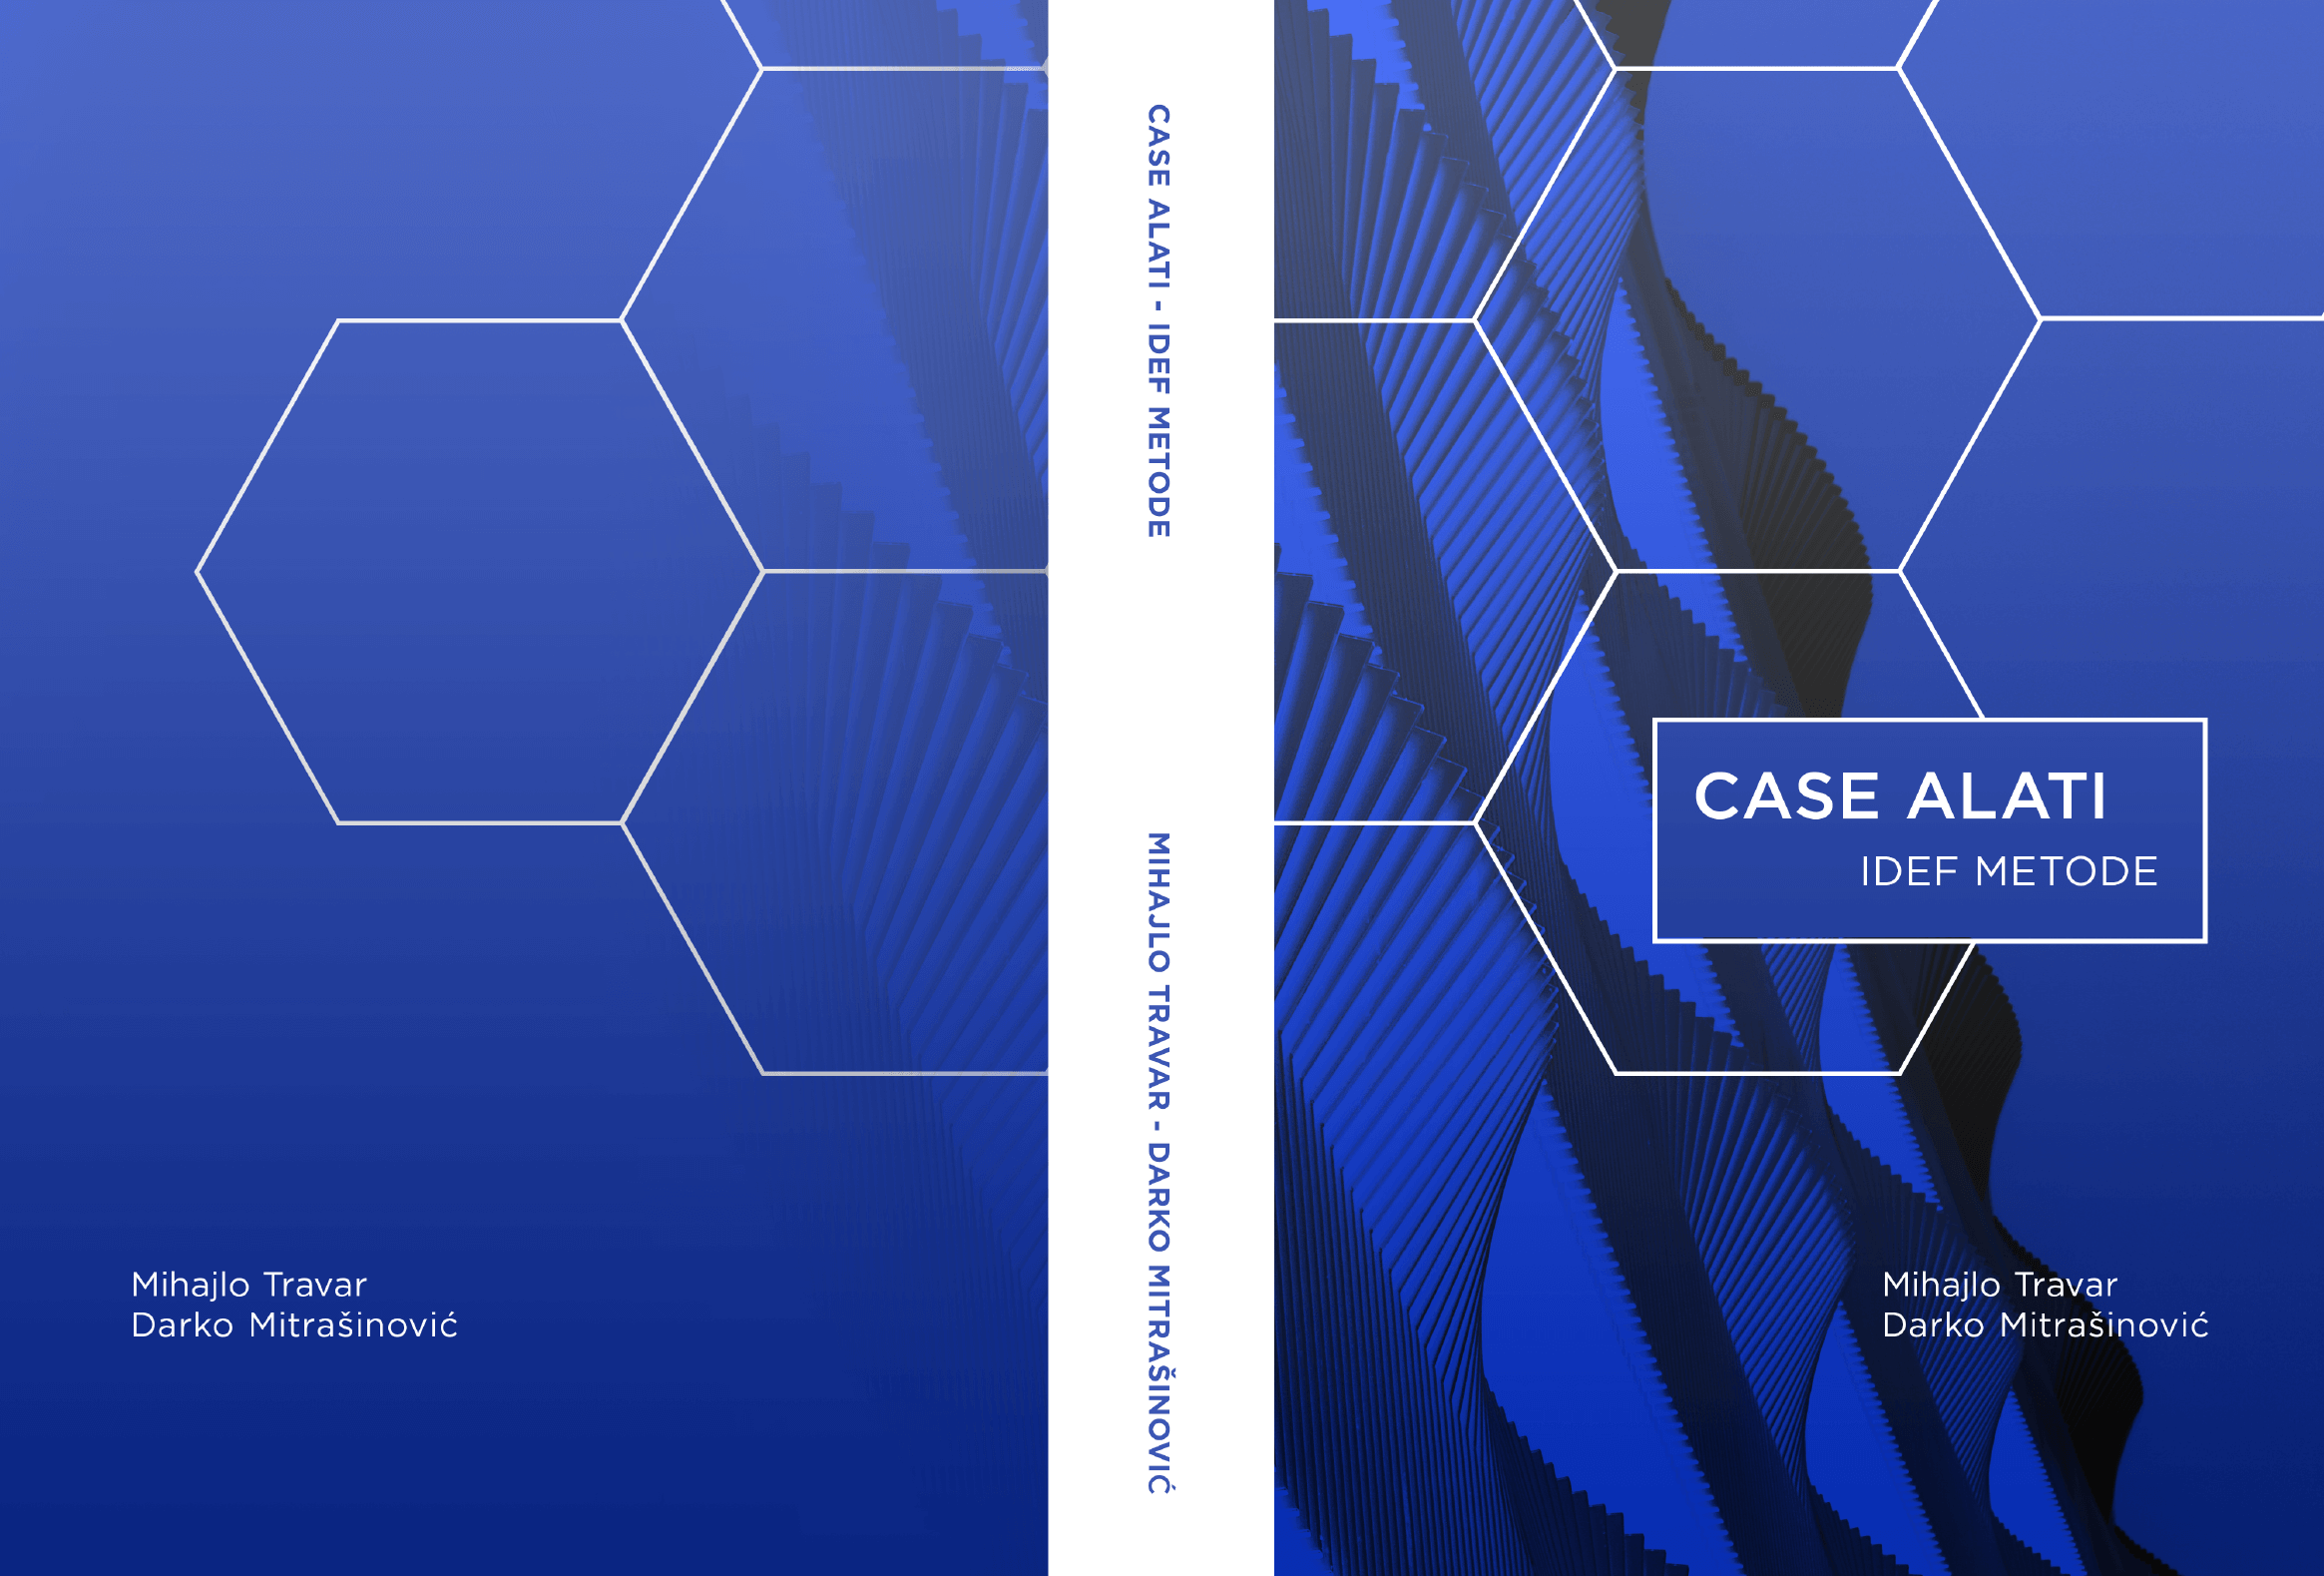 Mihajlo Travar
Darko Mitrašinović
CASE ALATI - IDEF METODE
MIHAJLO TRAVAR - DARKO MITRAŠINOVIĆ
CASE ALATI
IDEF METODE
Mihajlo Travar
Darko Mitrašinović